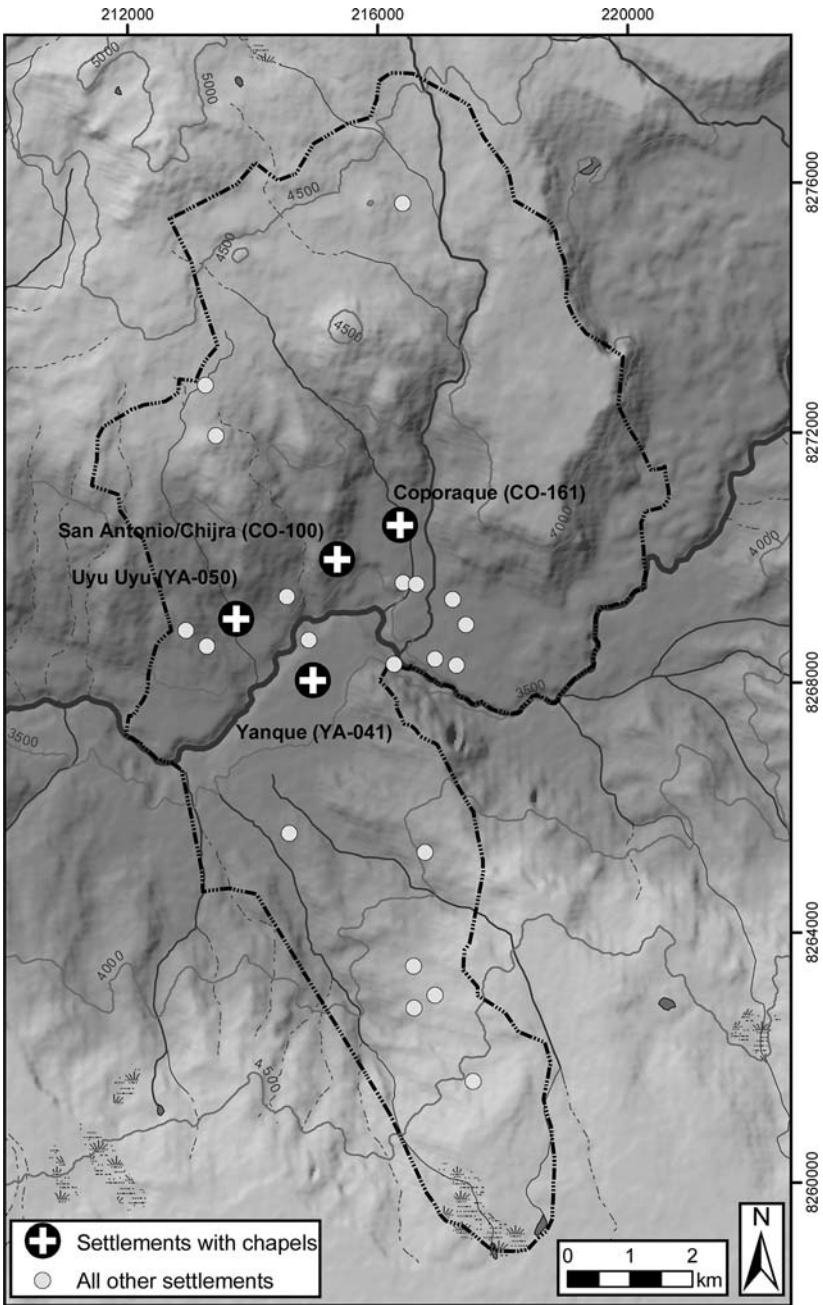 212000 216000 220000
5000
5000
8276000
4500
4500
4500
8272000
Coporaque (CO-161)
4000
San Antonio/Chijra (CO-100)
4000
Uyu Uyu (YA-050)
8268000
3500
3500
Yanque (YA-041)
8264000
4000
4500
8260000
Settlements with chapels
All other settlements
0 1 2
km
N